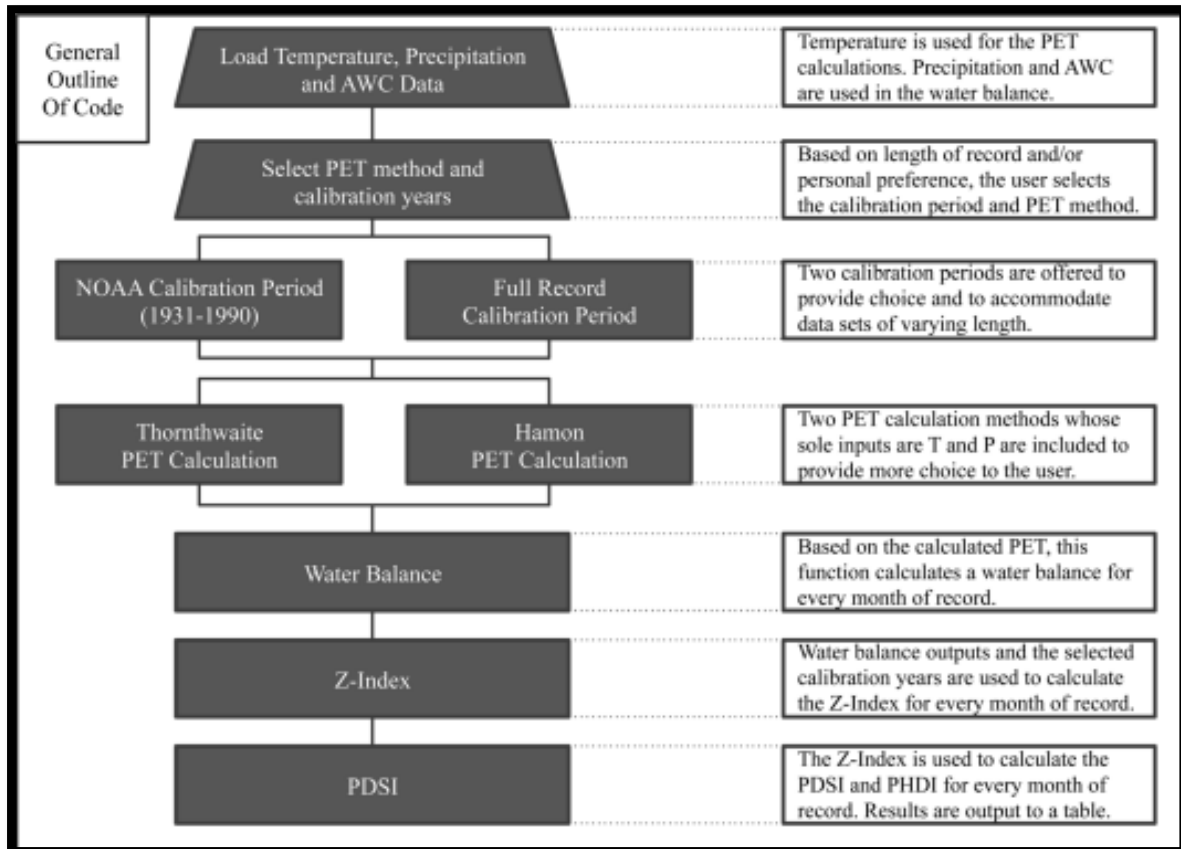 General
Outline
Of Code
Load Temperature, Precipitation
and AWC Data
Temperature is used for the PET
calculations. Precipitation and AWC
are used in the water balance.
Select PET method and
calibration years
Based on length of record and/or
personal preference, the user selects
the calibration period and PET method.
NOAA Calibration Period
(1931-1990)
Full Record
Calibration Period
Two calibration periods are offered to
provide choice and to accommodate
data sets of varying length.
Thornthwaite
PET Calculation
Hamon
PET Calculation
Two PET calculation methods whose
sole inputs are T and P are included to
provide more choice to the user.
Water Balance
Based on the calculated PET, this
function calculates a water balance for
every month of record.
Z-Index
Water balance outputs and the selected
calibration years are used to calculate
the Z-Index for every month of record.
PDSI
The Z-Index is used to calculate the
PDSI and PHDI for every month of
record. Results are output to a table.